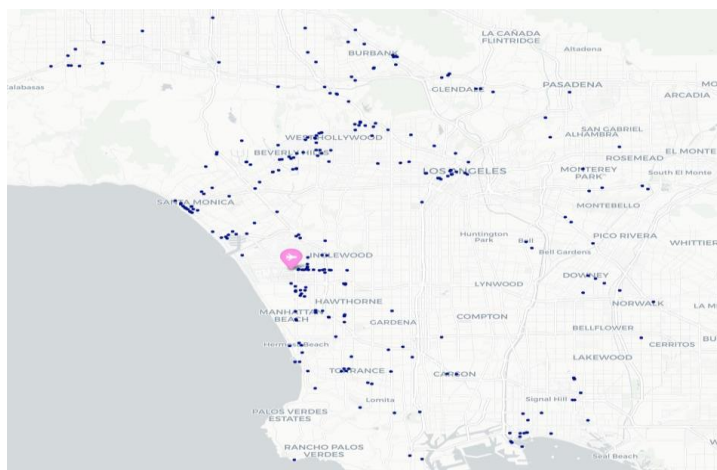 LA CAÑADA
FLINTRIDGE
Altadena
BURBANK
Calabasas
GLENDALE
PASADENA
ARCADIA
SAN GABRIEL
ALHAMBRA
WEST HOLLYWOOD
BEVERLY HILLS
ROSEMEAD
EL MONTE
LOS ANGELES
MONTEREY
PARK
South El Monte
SANTA MONICA
MONTEBELLO
Huntington
Park
Bell
PICO RIVERA
WHITTIER
Bell Gardens
INGLEWOOD
DOWNEY
LYNWOOD
NORWALK
HAWTHORNE
MANHATTAN
BEACH
GARDENA
COMPTON
BELLFLOWER
Hermosa Beach
CERRITOS
LAKEWOOD
TORRANCE
CARSON
Lomita
Signal Hill
PALOS VERDES
ESTATES
RANCHO PALOS
VERDES
Seal Beach